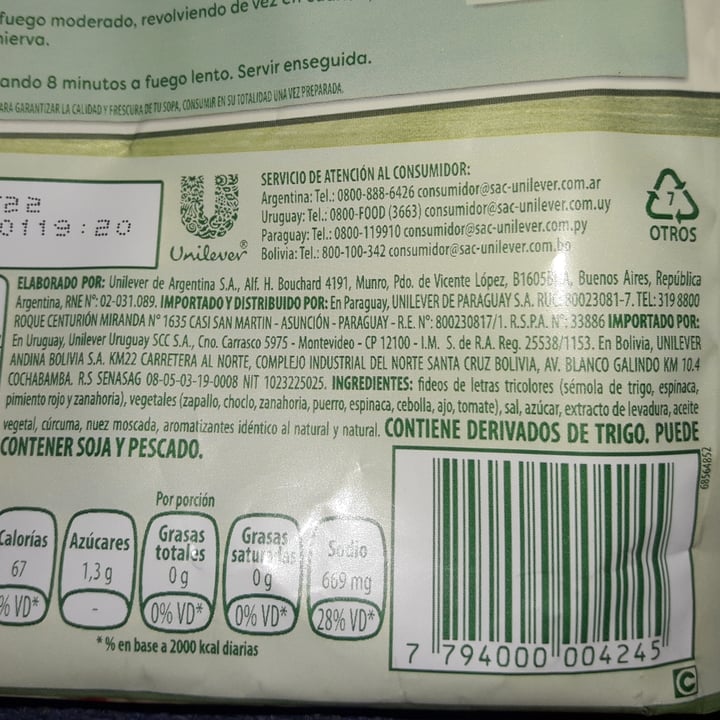 fuego moderado, revolviendo de vez en
hierva.
ando 8 minutos a fuego lento. Servir enseguida.
ARA GARANTIZAR LA CALIDAD Y FRESCURA DE TU SOPA, CONSUMIR EN SU TOTALIDAD UNA VEZ PREPARADA.
22
0119:20
Unilever®
SERVICIO DE ATENCIÓN AL CONSUMIDOR:
Argentina: Tel.: 0800-888-6426 consumidor@sac-unilever.com.ar
Uruguay: Tel.: 0800-FOOD (3663) consumidor@sac-unilever.com.uy
Paraguay: Tel.: 0800-119910 consumidor@sac-unilever.com.py
Bolivia: Tel.: 800-100-342 consumidor@sac-unilever.com.bo
7
OTROS
ELABORADO POR: Unilever de Argentina S.A., Alf. H. Bouchard 4191, Munro, Pdo. de Vicente López, Buenos Aires, República
Argentina, RNE N°: 02-031.089. IMPORTADO Y DISTRIBUIDO POR: En Paraguay, UNILEVER DE PARAGUAY S.A. RUC: 80023081-7. TEL: 319 8800
ROQUE CENTURIÓN MIRANDA N° 1635 CASI SAN MARTIN - ASUNCIÓN - PARAGUAY - R.E. N°: 800230817/1. R.S.P.A. N°: 33886 IMPORTADO POR:
En Uruguay, Unilever Uruguay SCC S.A., Cno. Carrasco 5975 - Montevideo - CP 12100 - I.M. S. de R.A. Reg. 25538/1153. En Bolivia, UNILEVER
ANDINA BOLIVIA S.A. KM22 CARRETERA AL NORTE, COMPLEJO INDUSTRIAL DEL NORTE SANTA CRUZ BOLIVIA, AV. BLANCO GALINDO KM 10.4
COCHABAMBA. R.S SENASAG 08-05-03-19-0008 NIT 1023225025. INGREDIENTES: fideos de letras tricolores (sémola de trigo, espinaca,
pimiento rojo y zanahoria), vegetales (zapallo, choclo, zanahoria, puerro, espinaca, cebolla, ajo, tomate), sal, azúcar, extracto de levadura, aceite
vegetal, cúrcuma, nuez moscada, aromatizantes idéntico al natural y natural. CONTIENE DERIVADOS DE TRIGO. PUEDE
CONTENER SOJA Y PESCADO.
68564852
Por porción
Calorías
67
% VD*
Azúcares
1,3 g
-
Grasas
totales
0 g
0% VD*
Grasas
saturadas
0 g
0% VD*
Sodio
669 mg
28% VD*
*% en base a 2000 kcal diarias
7 794000 004245
C